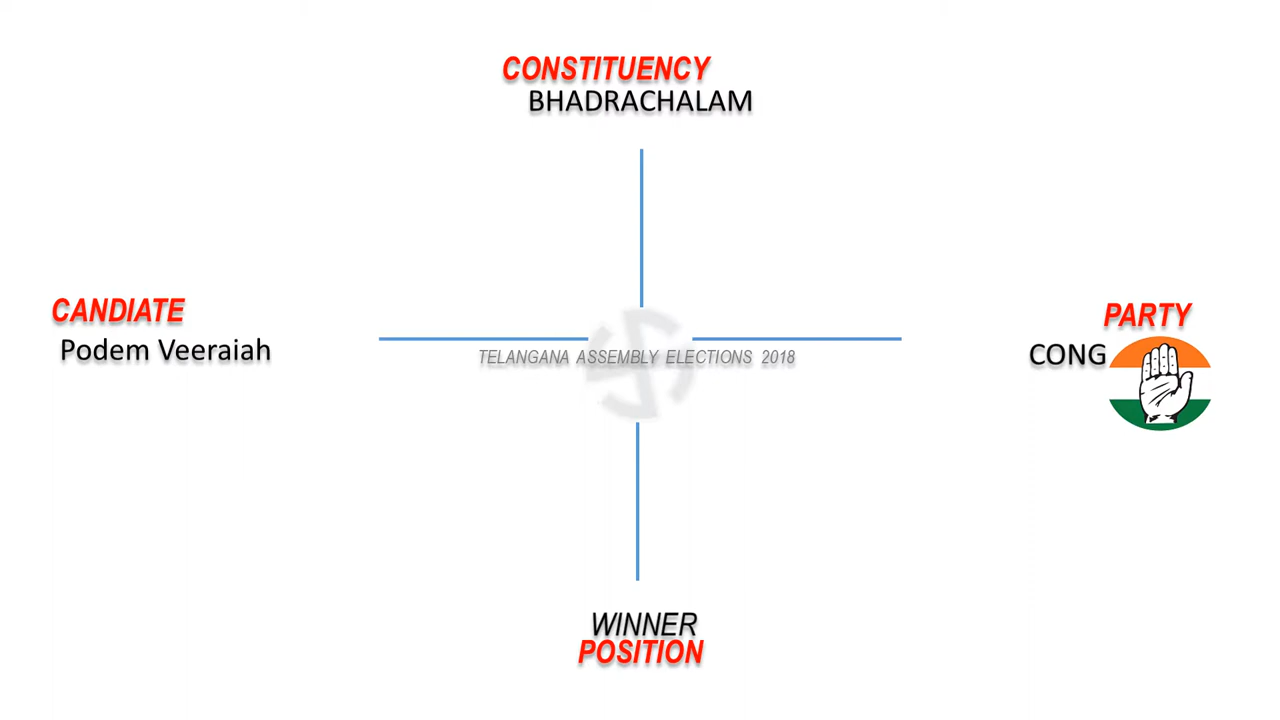 CONSTITUENCY
BHADRACHALAM
CANDIATE
Podem Veeraiah
TELANGANA ASSEMBLY ELECTIONS 2018
PARTY
CONG
WINNER
POSITION